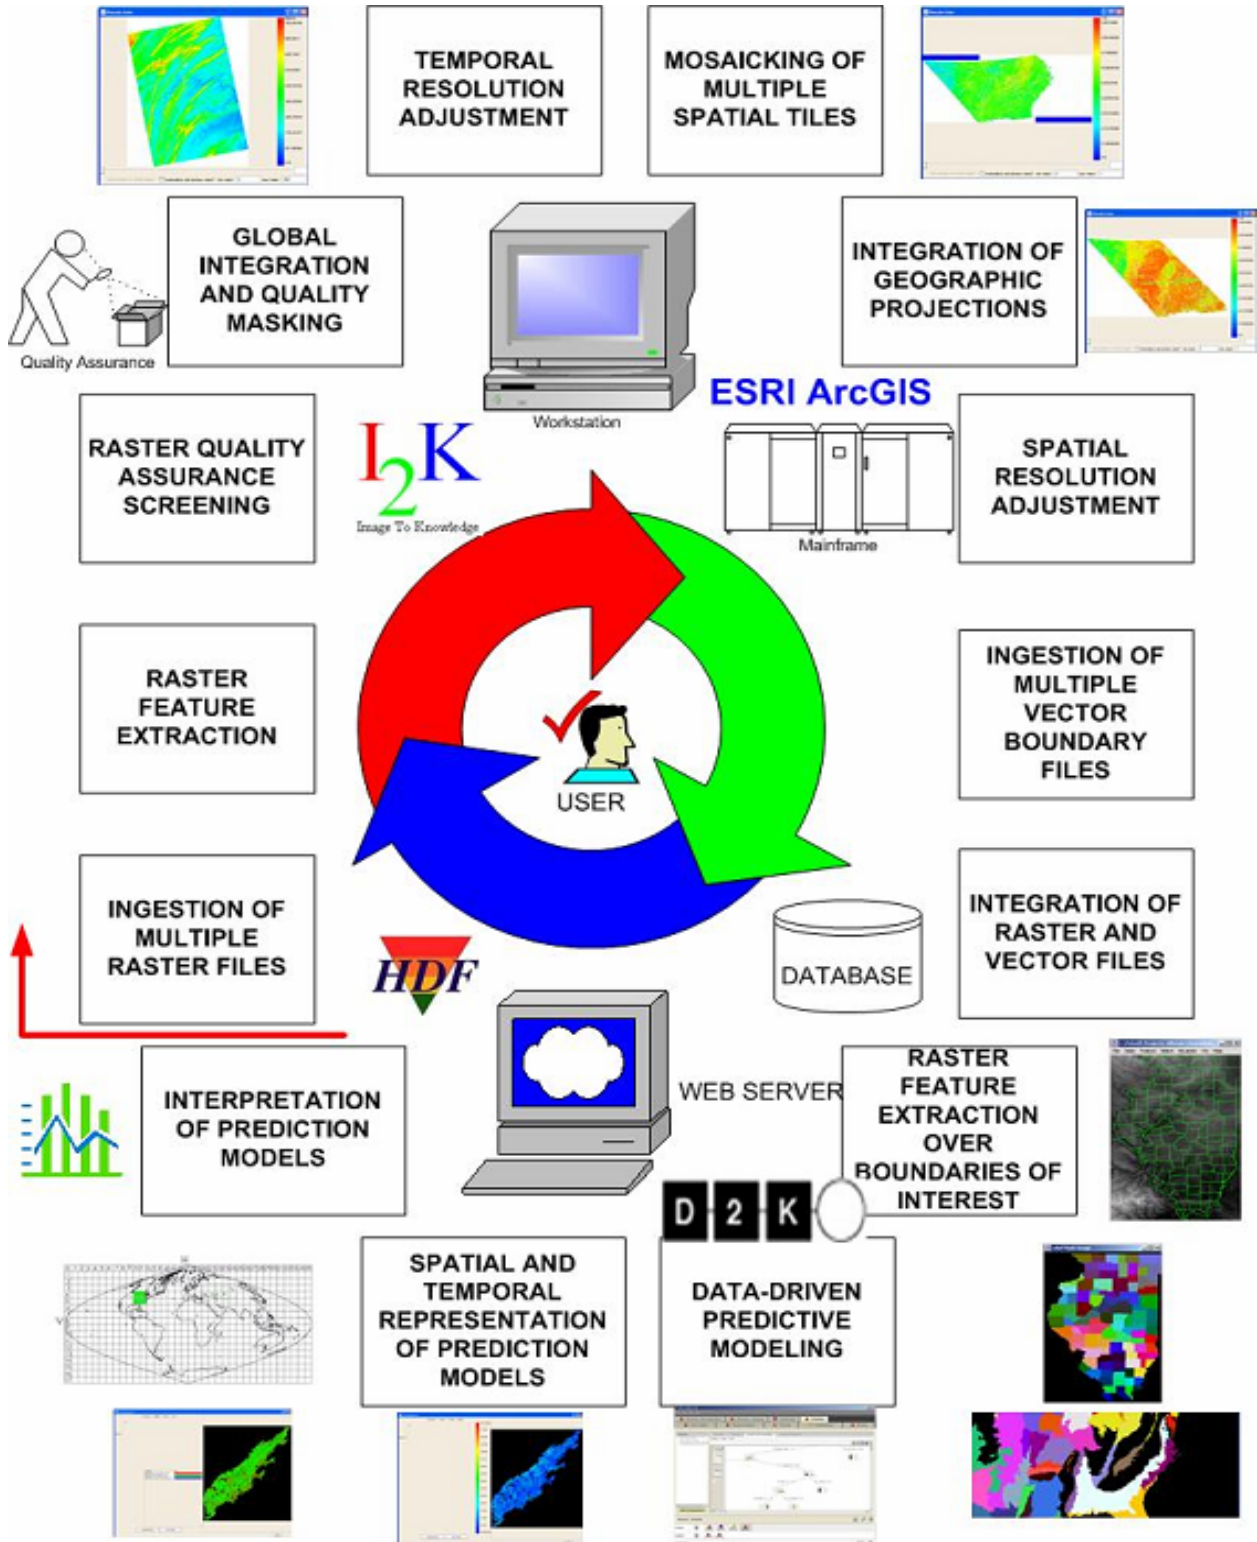 TEMPORAL
RESOLUTION
ADJUSTMENT
MOSAICKING OF
MULTIPLE
SPATIAL TILES
GLOBAL
INTEGRATION
AND QUALITY
MASKING
Quality Assurance
Workstation
INTEGRATION OF
GEOGRAPHIC
PROJECTIONS
ESRI ArcGIS
RASTER QUALITY
ASSURANCE
SCREENING
I2K
Image To Knowledge
Mainframe
SPATIAL
RESOLUTION
ADJUSTMENT
RASTER
FEATURE
EXTRACTION
USER
INGESTION OF
MULTIPLE
VECTOR
BOUNDARY
FILES
INGESTION OF
MULTIPLE
RASTER FILES
HDF
DATABASE
INTEGRATION OF
RASTER AND
VECTOR FILES
INTERPRETATION
OF PREDICTION
MODELS
WEB SERVER
RASTER
FEATURE
EXTRACTION
OVER
BOUNDARIES OF
INTEREST
D 2 K
SPATIAL AND
TEMPORAL
REPRESENTATION
OF PREDICTION
MODELS
DATA-DRIVEN
PREDICTIVE
MODELING